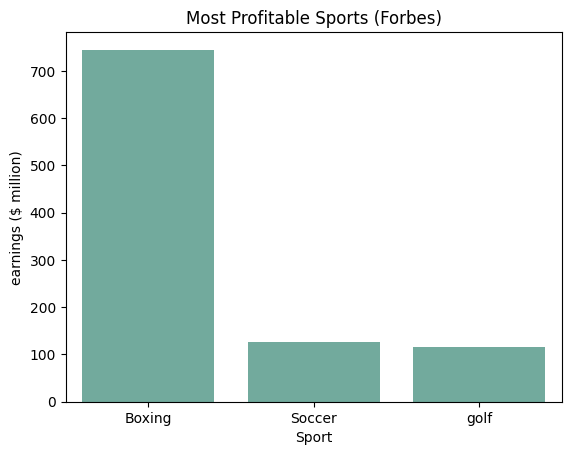 Most Profitable Sports (Forbes)
earnings ($ million)
700
600
500
400
300
200
100
0
Boxing Soccer golf
Sport